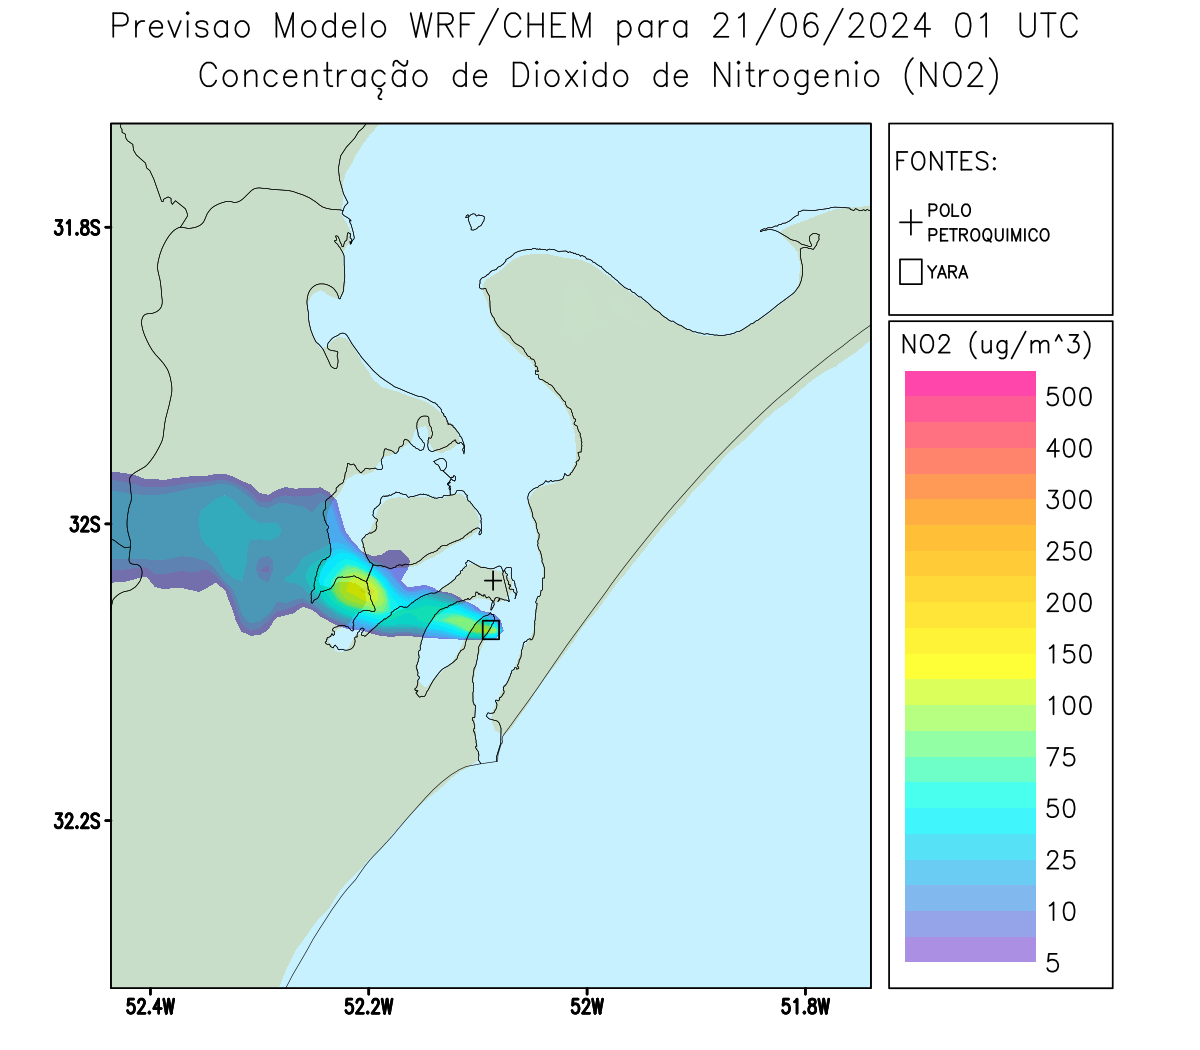 Previsao Modelo WRF/CHEM para 21/06/2024 01 UTC
Concentração de Dioxido de Nitrogenio (NO2)
FONTES:
POLO
PETROQUIMICO
YARA
NO2 (ug/m^3)
500
400
300
250
200
150
100
75
50
25
10
5
31.8S
32S
32.2S
52.4W
52.2W
52W
51.8W